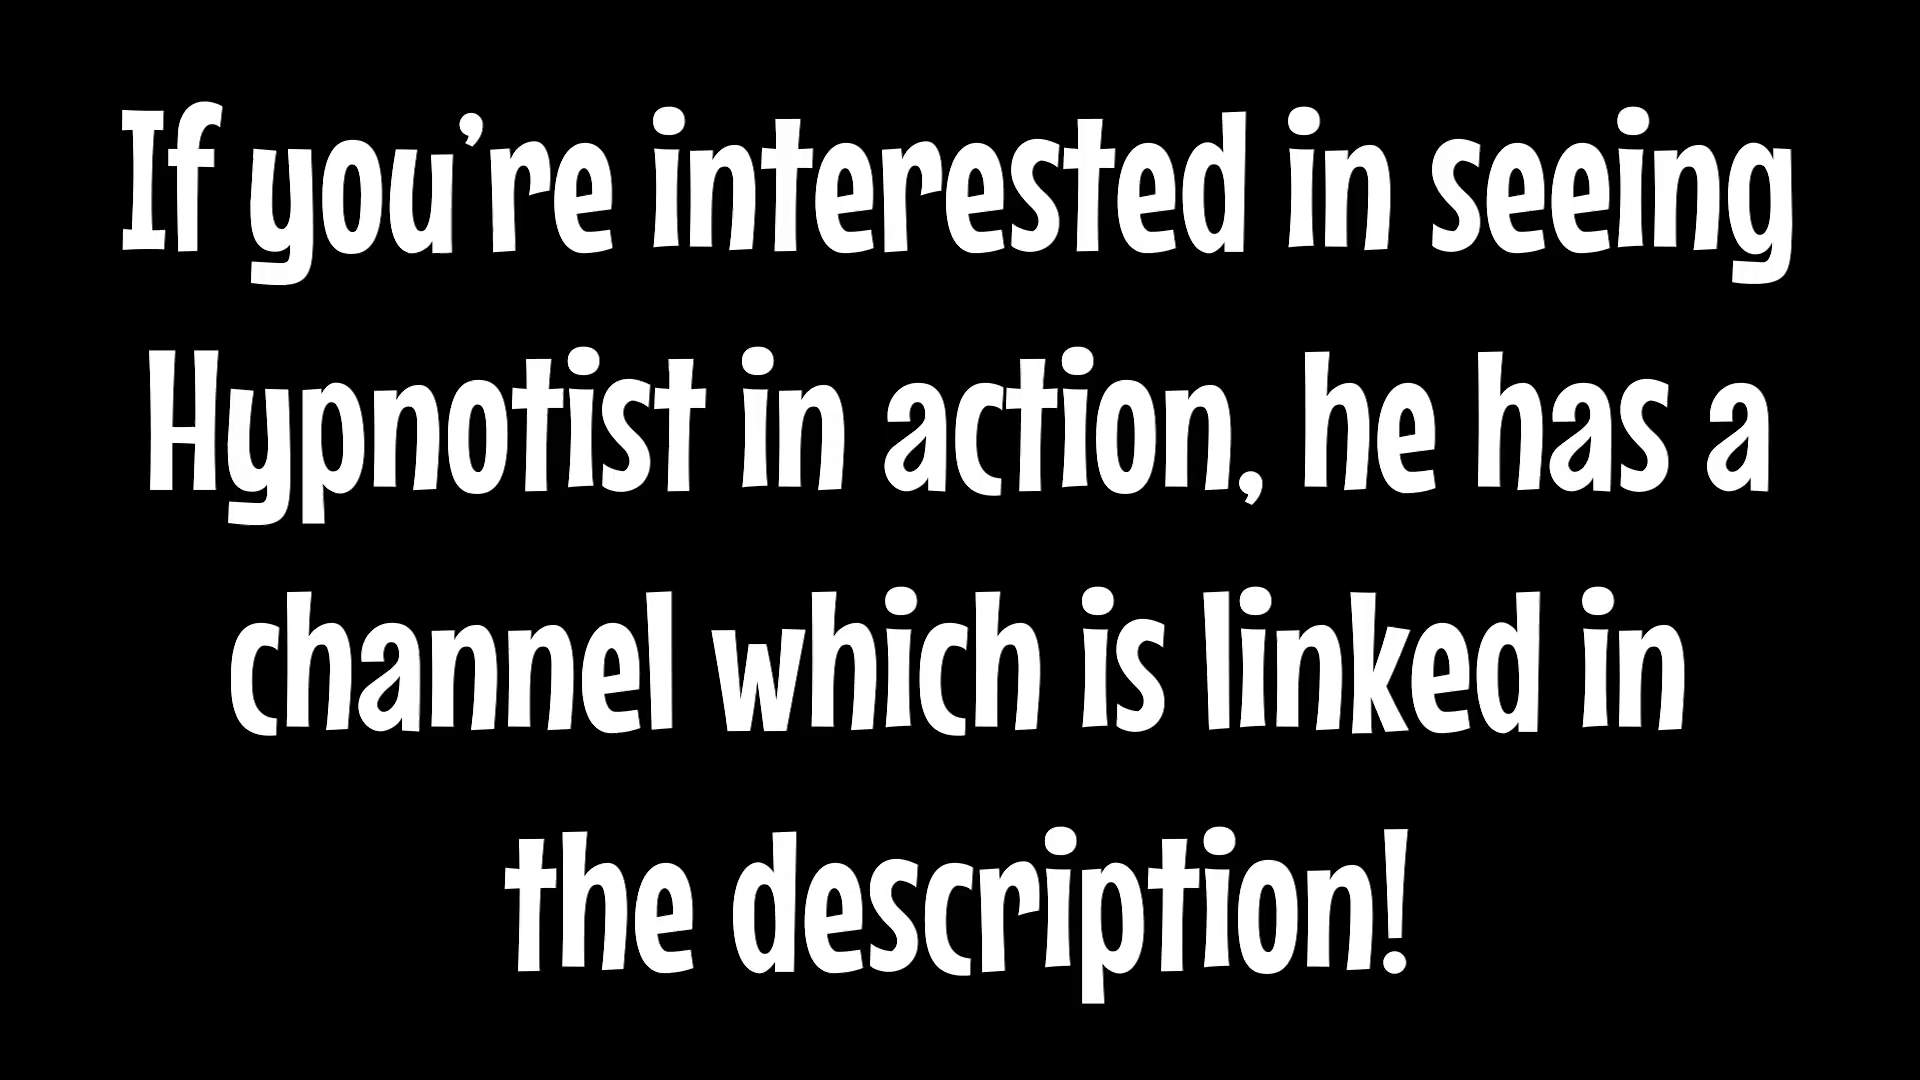 If you’re interested in seeing
Hypnotist in action, he has a
channel which is linked in
the description!